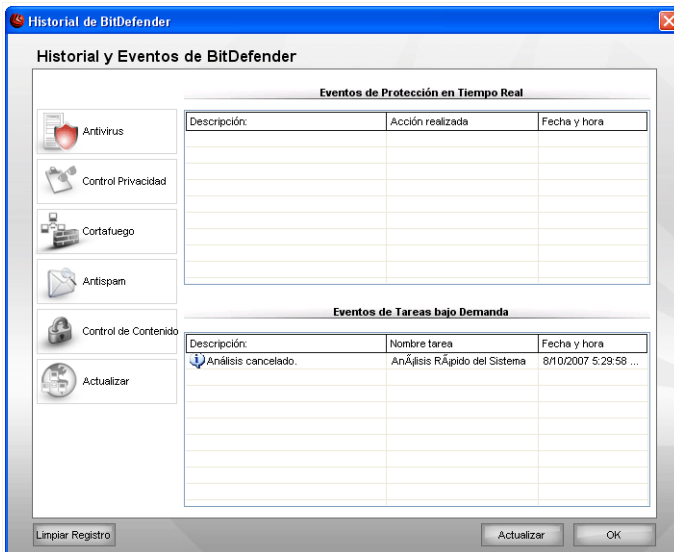 Historial de BitDefender
Historial y Eventos de BitDefender
Antivirus
Control Privacidad
Cortafuego
Antispam
Control de Contenido
Actualizar
Eventos de Protección en Tiempo Real
Descripción: Acción realizada Fecha y hora
Eventos de Tareas bajo Demanda
Descripción: Nombre tarea Fecha y hora
Análisis cancelado. AnÃ¡lisis RÃ¡pido del Sistema 8/10/2007 5:29:58 ...
Limpiar Registro Actualizar OK